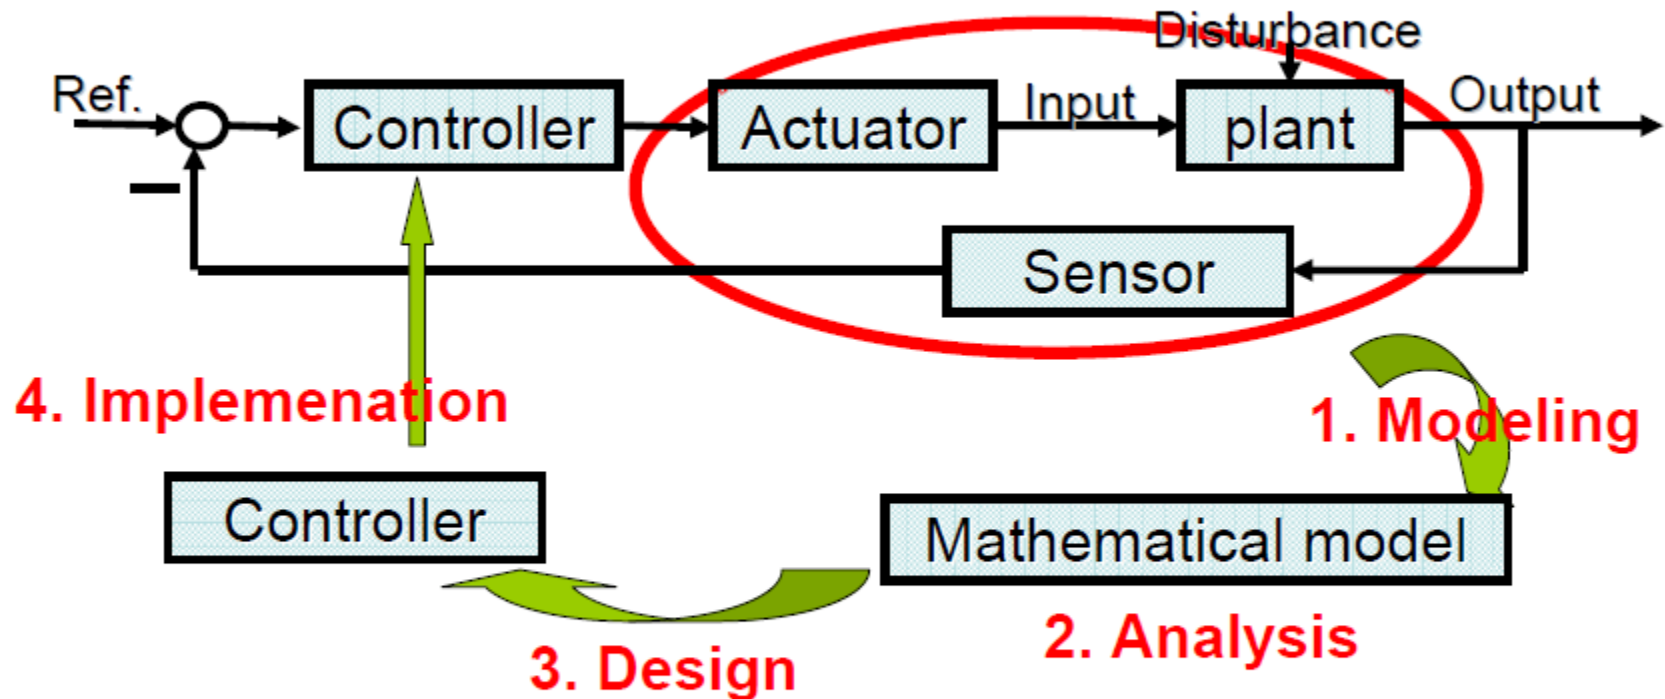 Disturbance
Ref.
Controller
Actuator
Input
plant
Output
–
Sensor
4. Implemenation
1. Modeling
Controller
Mathematical model
2. Analysis
3. Design